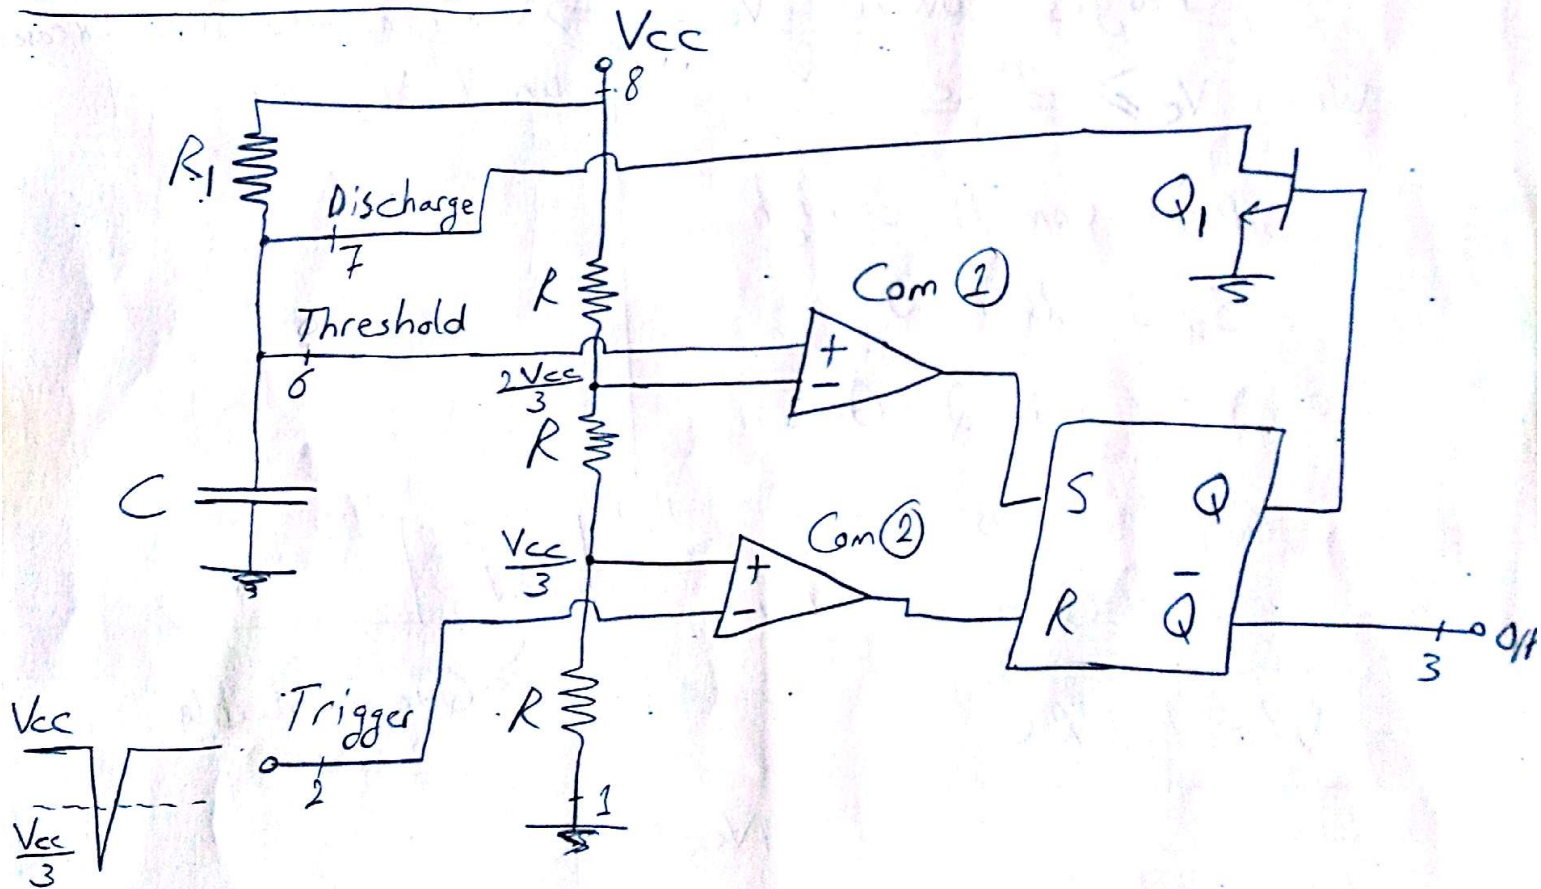 Vcc
8
R1
Discharge
7
Q1
R
Com ①
Threshold
6
+
−
2Vcc
3
R
C
S
Q
Com ②
Vcc
3
+
−
R
Q̄
3
Trigger
2
R
1
Vcc
Vcc
3